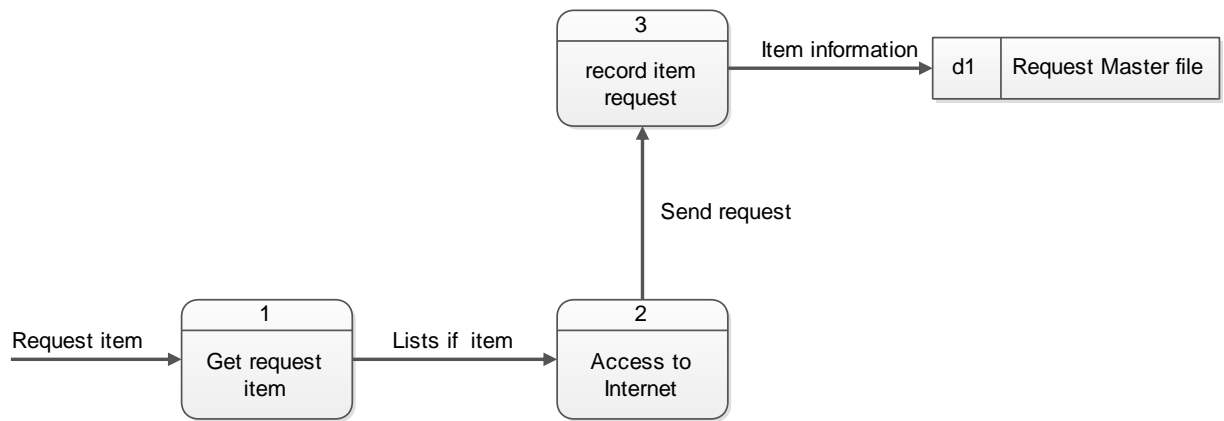 3
record item
request
Item information
d1
Request Master file
Send request
Request item
1
Get request
item
Lists if item
2
Access to
Internet